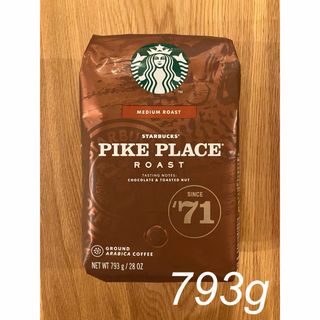 MEDIUM ROAST
STARBUCKS®
PIKE PLACE®
ROAST
TASTING NOTES:
CHOCOLATE & TOASTED NUT
SINCE
'71
GROUND
ARABICA COFFEE
NET WT 793 g / 28 OZ
793g